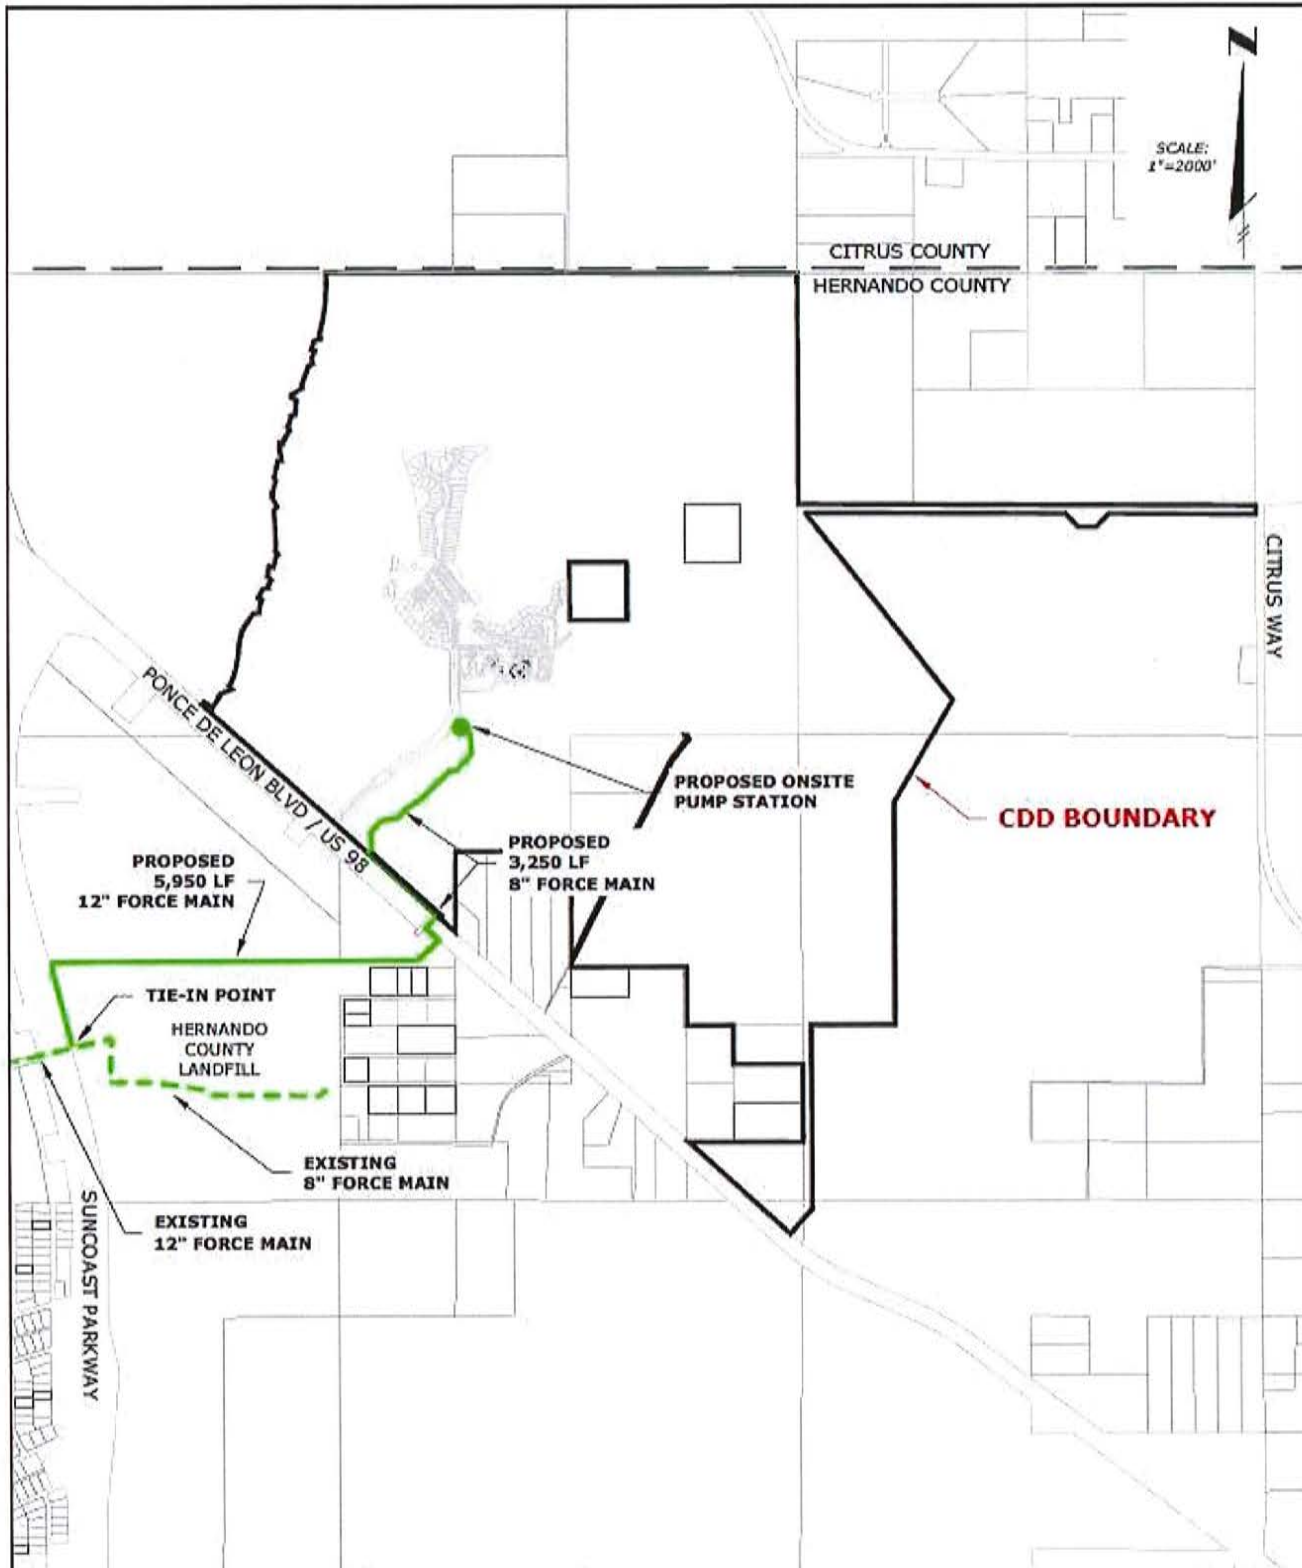 N
SCALE:
1"=2000'
CITRUS COUNTY
HERNANDO COUNTY
CITRUS WAY
PONCE DE LEON BLVD / US 98
PROPOSED ONSITE
PUMP STATION
CDD BOUNDARY
PROPOSED
3,250 LF
8" FORCE MAIN
PROPOSED
5,950 LF
12" FORCE MAIN
TIE-IN POINT
HERNANDO
COUNTY
LANDFILL
EXISTING
8" FORCE MAIN
EXISTING
12" FORCE MAIN
SUNCOAST PARKWAY